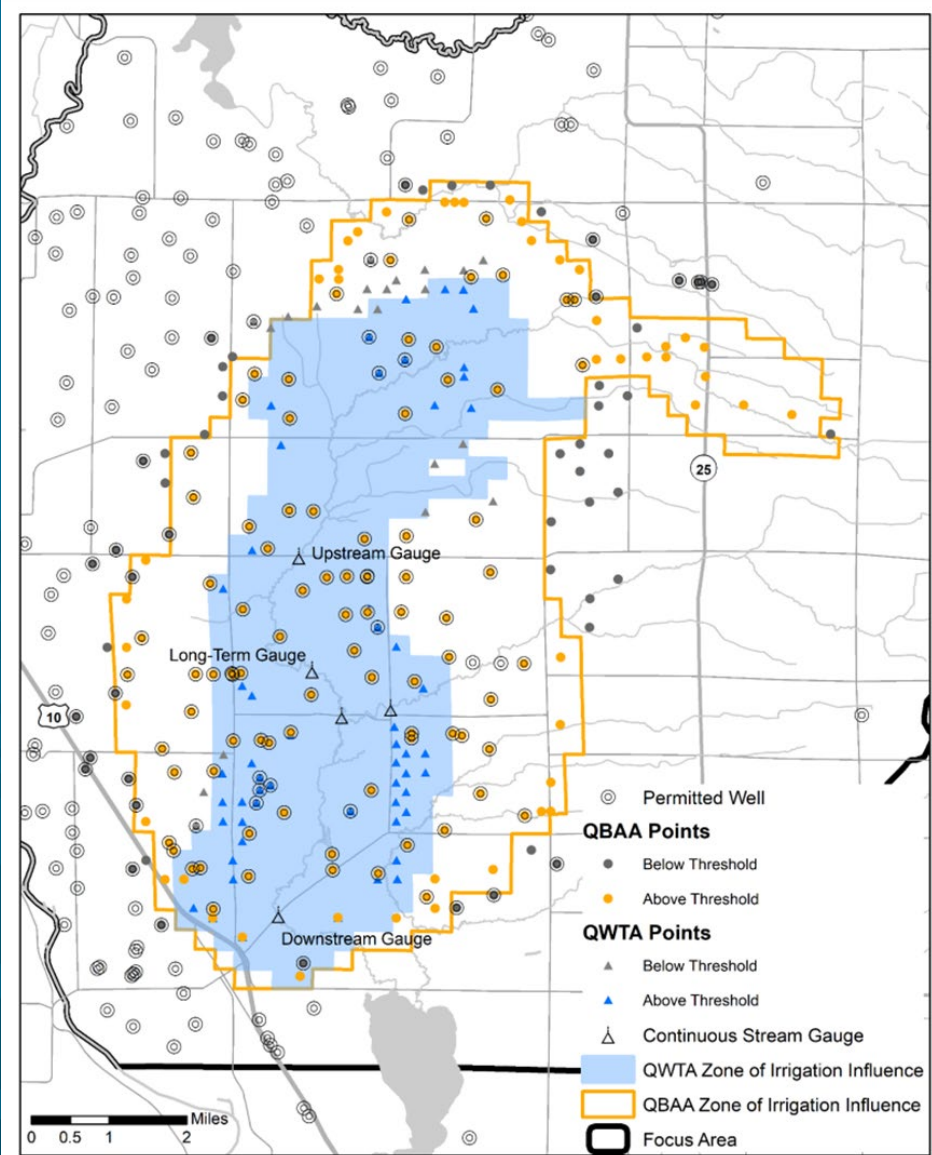 25
Upstream Gauge
Long-Term Gauge
10
Permitted Well
QBAA Points
Below Threshold
Above Threshold
QWTA Points
Below Threshold
Downstream Gauge
Above Threshold
Continuous Stream Gauge
QWTA Zone of Irrigation Influence
QBAA Zone of Irrigation Influence
Miles
0 0.5 1 2
Focus Area